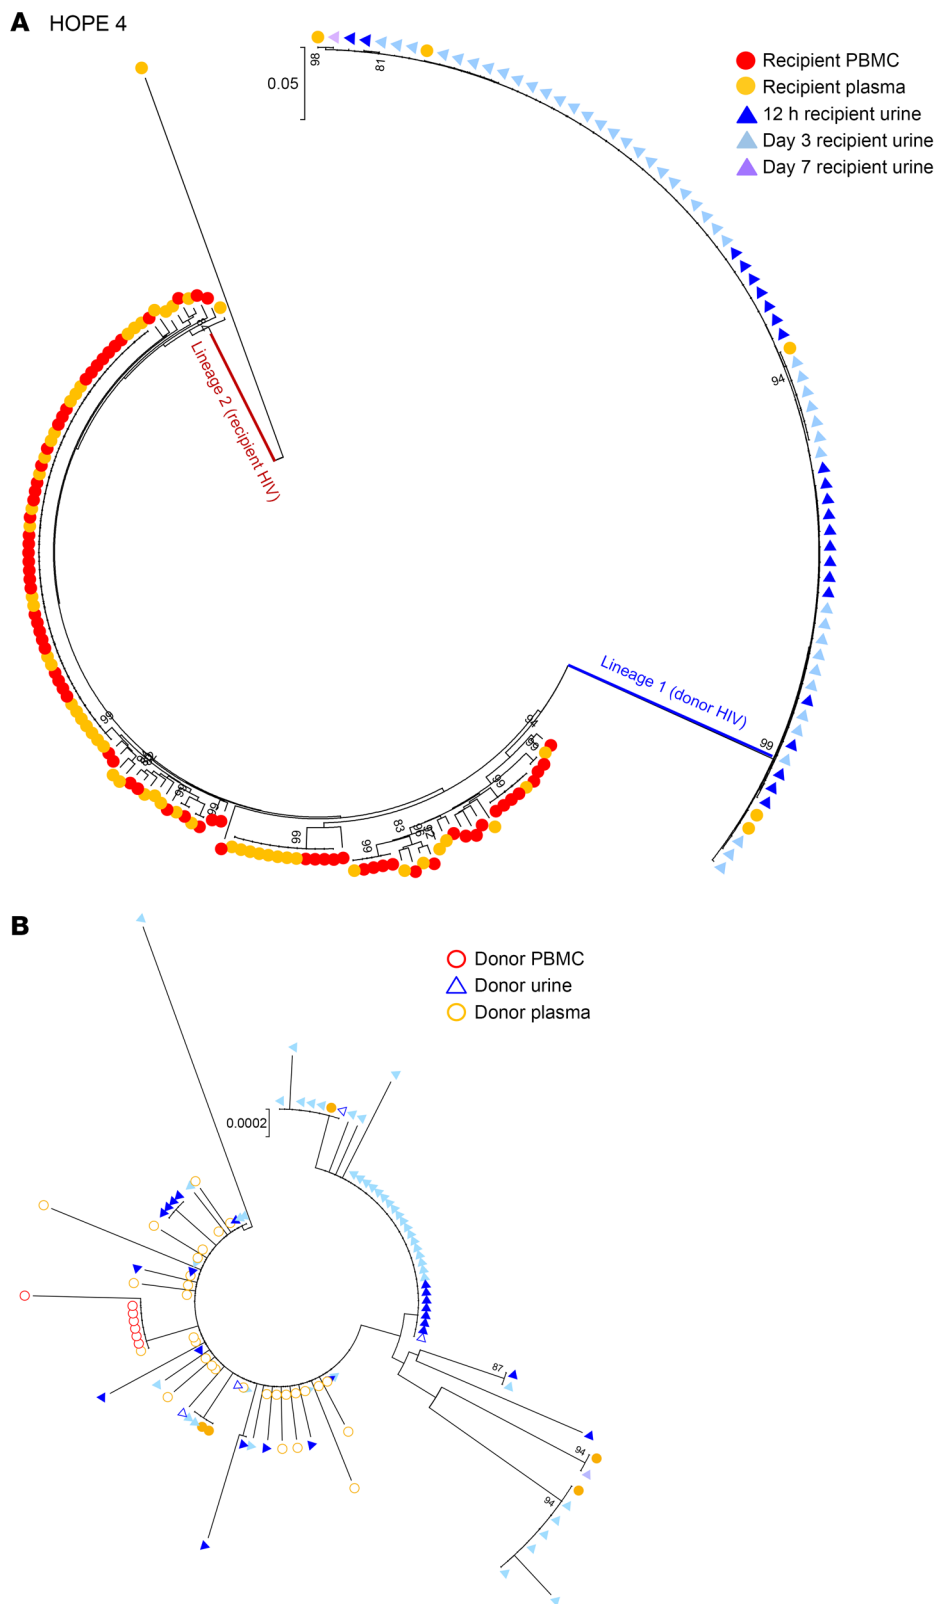 A HOPE 4
0.05
98
81
Recipient PBMC
Recipient plasma
12 h recipient urine
Day 3 recipient urine
Day 7 recipient urine
Lineage 2 (recipient HIV)
94
Lineage 1 (donor HIV)
99
99
83
99
B
Donor PBMC
Donor urine
Donor plasma
0.0002
87
94
94